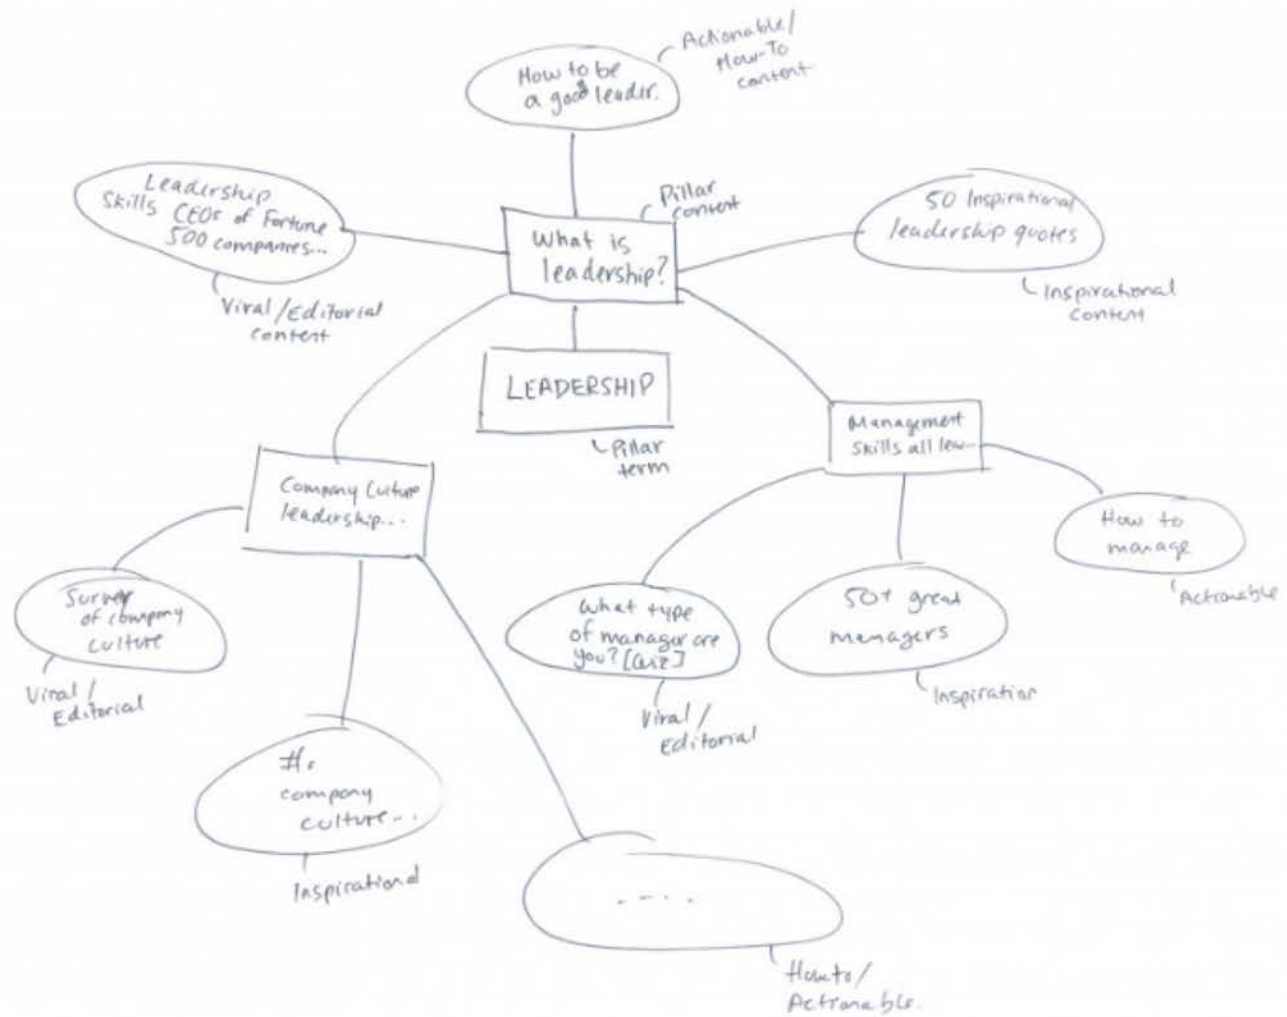 How to be
a good leader.
Actionable/
How-To
content
Leadership
Skills CEOs of Fortune
500 companies...
Viral/Editorial
content
What is
leadership?
Pillar
content
50 Inspirational
leadership quotes
Inspirational
content
LEADERSHIP
Pillar
term
Company Culture
leadership...
Management
Skills all lea...
Survey
of company
culture
Viral/
Editorial
#s
company
culture...
Inspirational
....
How to/
Actionable.
What type
of manager are
you? [Quiz]
Viral/
Editorial
50+ great
managers
Inspiration
How to
manage
Actionable